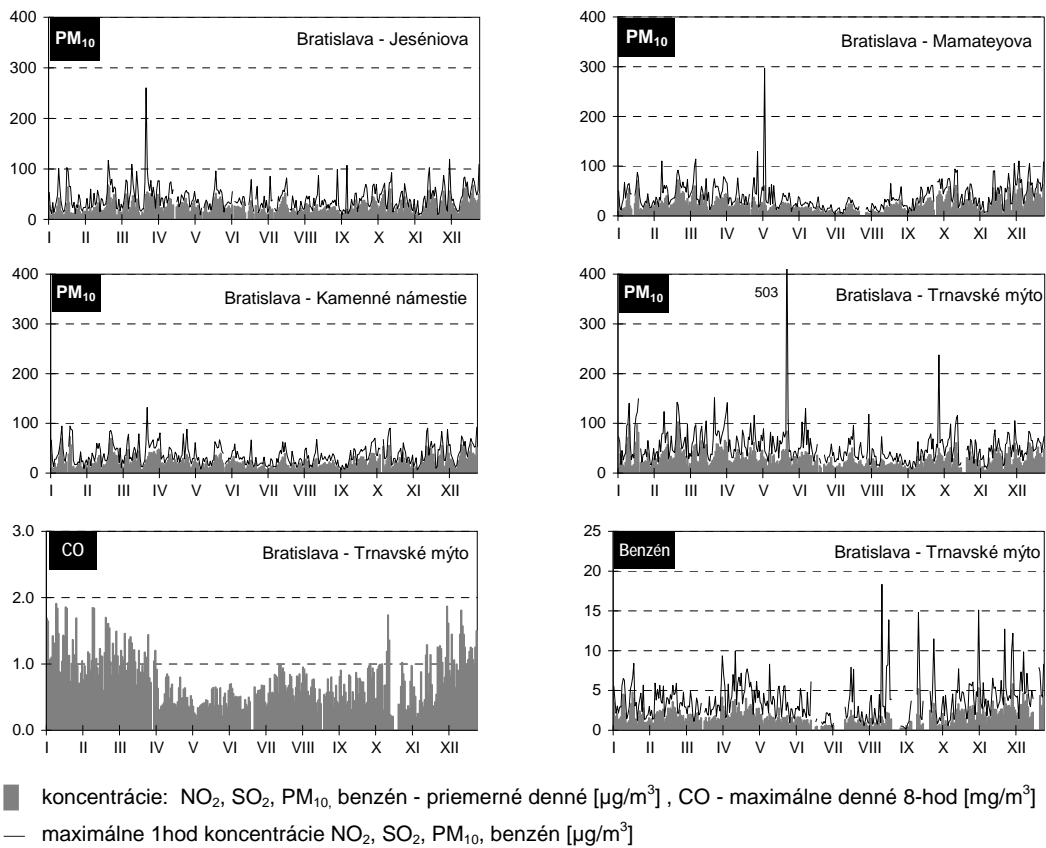 PM10
Bratislava - Jeséniova
400
300
200
100
0
I II III IV V VI VII VIII IX X XI XII
PM10
Bratislava - Mamateyova
400
300
200
100
0
I II III IV V VI VII VIII IX X XI XII
PM10
Bratislava - Kamenné námestie
400
300
200
100
0
I II III IV V VI VII VIII IX X XI XII
PM10
503
Bratislava - Trnavské mýto
400
300
200
100
0
I II III IV V VI VII VIII IX X XI XII
CO
Bratislava - Trnavské mýto
3.0
2.0
1.0
0.0
I II III IV V VI VII VIII IX X XI XII
Benzén
Bratislava - Trnavské mýto
25
20
15
10
5
0
I II III IV V VI VII VIII IX X XI XII
koncentrácie: NO2, SO2, PM10, benzén - priemerné denné [µg/m3] , CO - maximálne denné 8-hod [mg/m3]
maximálne 1hod koncentrácie NO2, SO2, PM10, benzén [µg/m3]